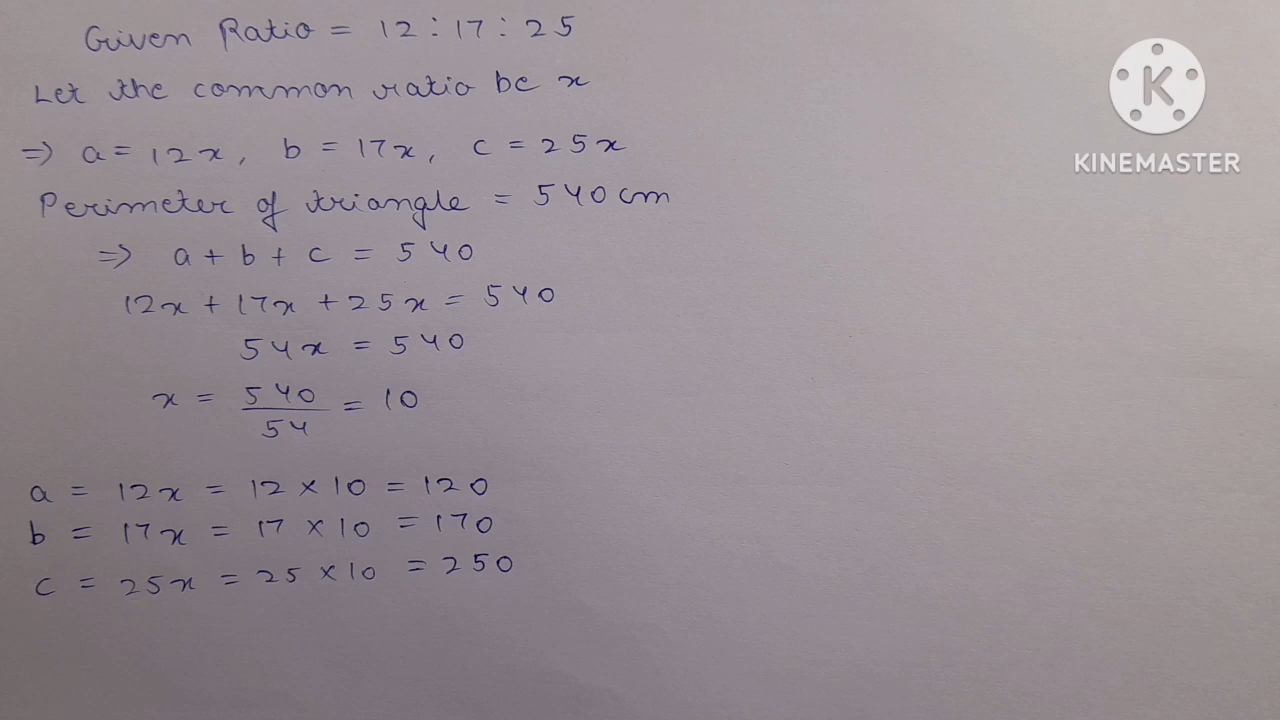 Given Ratio = 12 : 17 : 25
Let the common ratio be x
⇒ a = 12x, b = 17x, c = 25x
Perimeter of triangle = 540 cm
⇒ a + b + c = 540
12x + 17x + 25x = 540
54x = 540
x = 540/54 = 10
a = 12x = 12 × 10 = 120
b = 17x = 17 × 10 = 170
c = 25x = 25 × 10 = 250
K
KINEMASTER